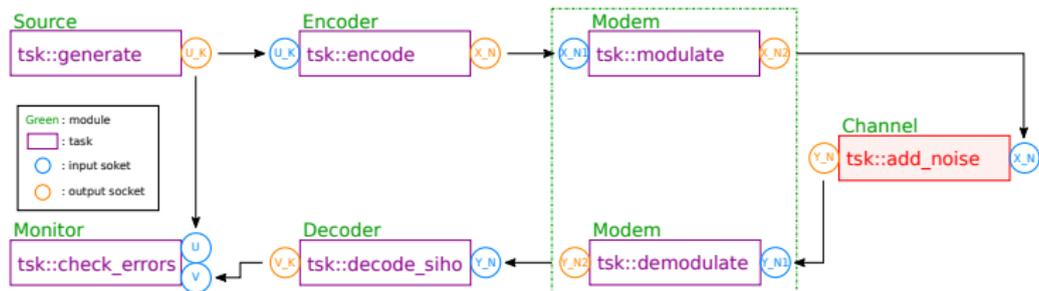 Source
Encoder
Modem
tsk::generate
U_K
U_K
tsk::encode
X_N
X_N1
tsk::modulate
X_N2
Green : module
: task
: input soket
: output socket
Channel
Y_N
tsk::add_noise
X_N
Monitor
Decoder
Modem
tsk::check_errors
U
V
V_K
tsk::decode_siho
Y_N
Y_N2
tsk::demodulate
Y_N1